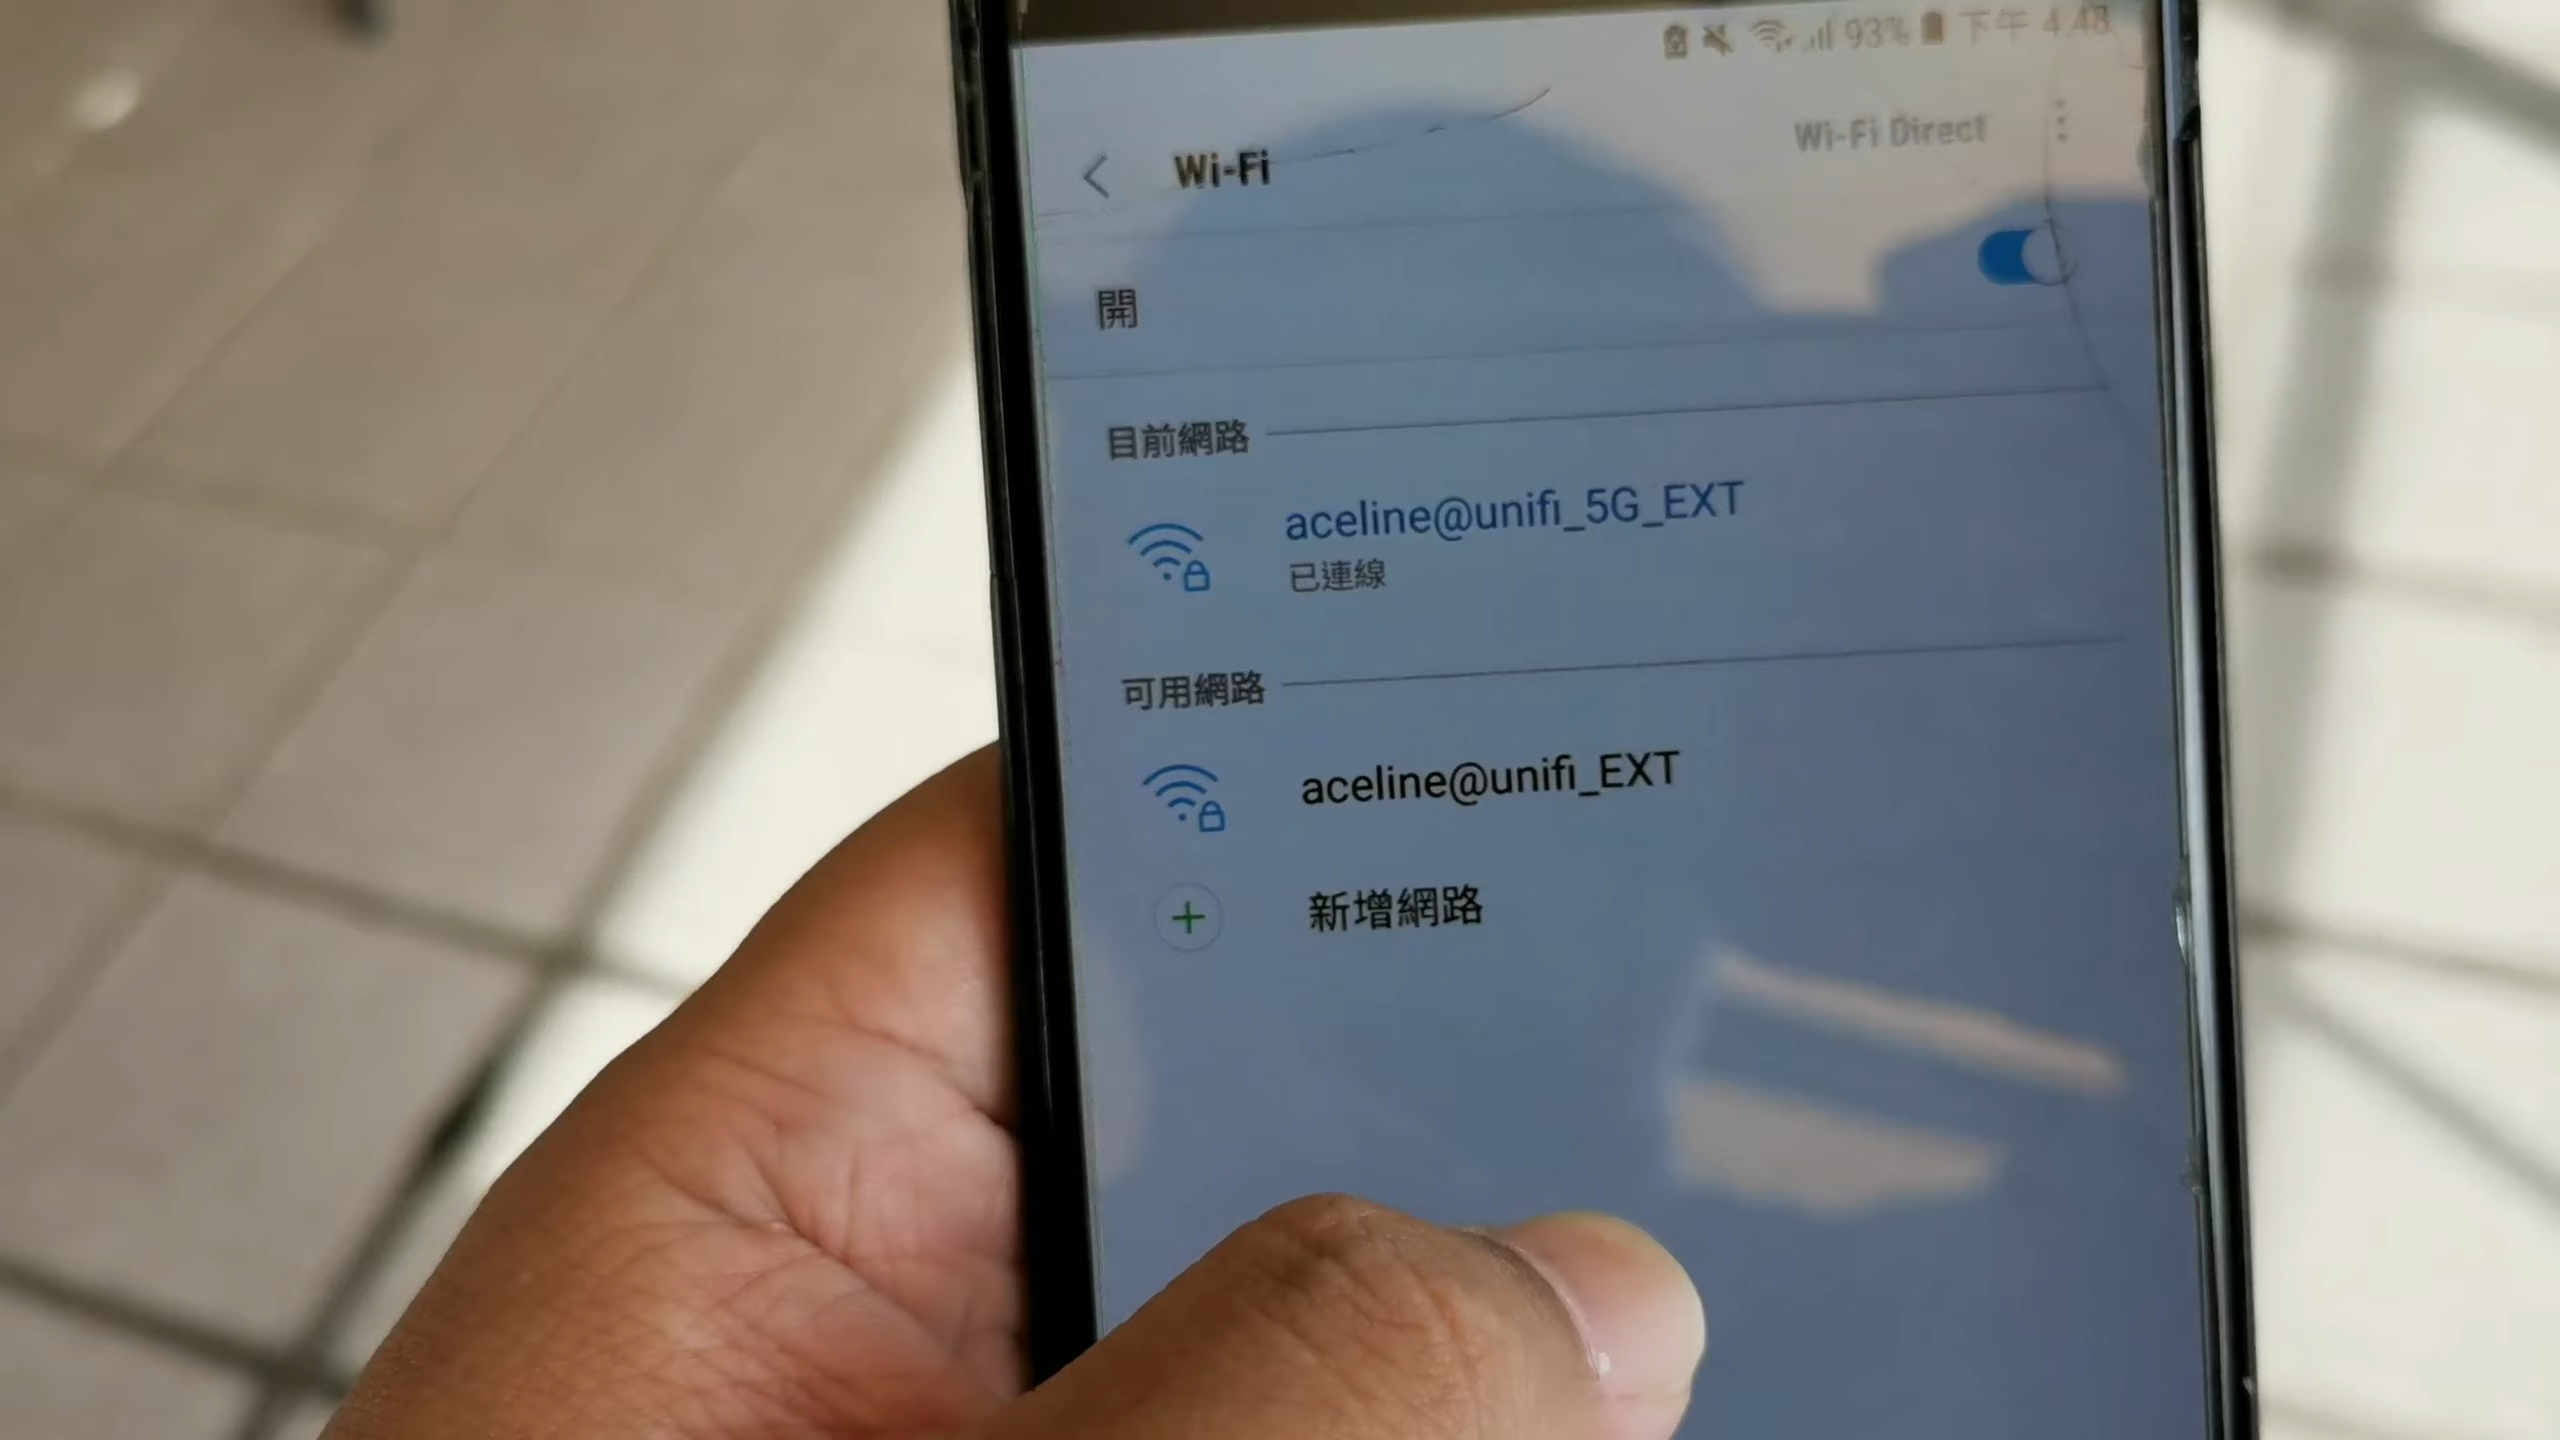 93% 下午 4:48
Wi-Fi
Wi-Fi Direct
開
目前網路
aceline@unifi_5G_EXT
已連線
可用網路
aceline@unifi_EXT
新增網路